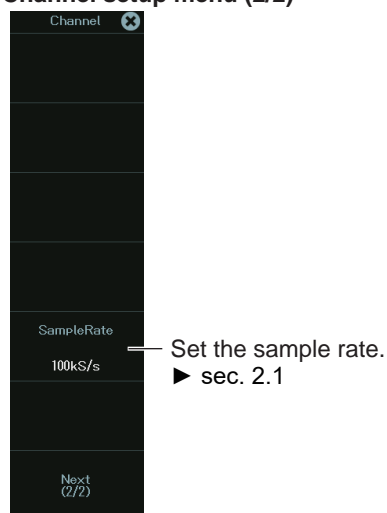 Channel setup menu (2/2)
Channel
SampleRate
100kS/s
Set the sample rate.
► sec. 2.1
Next
(2/2)